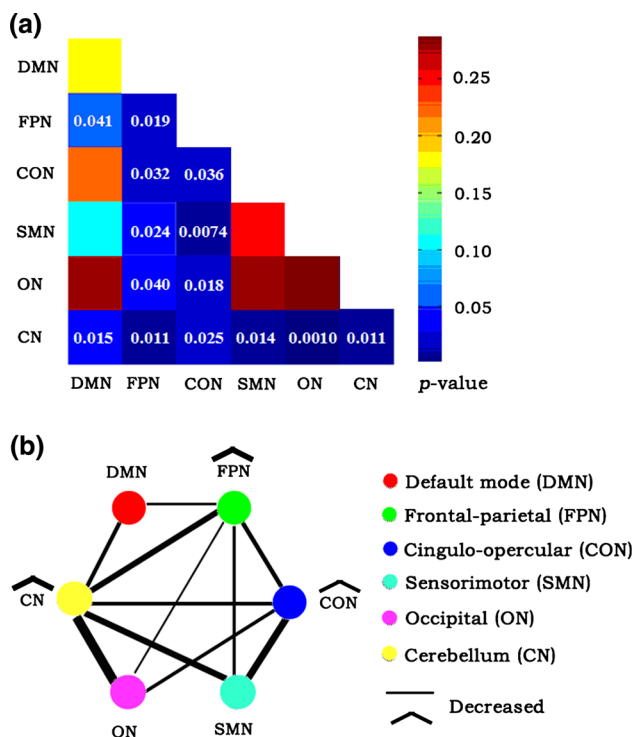 (a)
DMN
FPN 0.041 0.019
CON 0.032 0.036
SMN 0.024 0.0074
ON 0.040 0.018
CN 0.015 0.011 0.025 0.014 0.0010 0.011
DMN FPN CON SMN ON CN
0.25
0.20
0.15
0.10
0.05
p-value
(b)
DMN FPN
CN CON
ON SMN
Default mode (DMN)
Frontal-parietal (FPN)
Cingulo-opercular (CON)
Sensorimotor (SMN)
Occipital (ON)
Cerebellum (CN)
Decreased